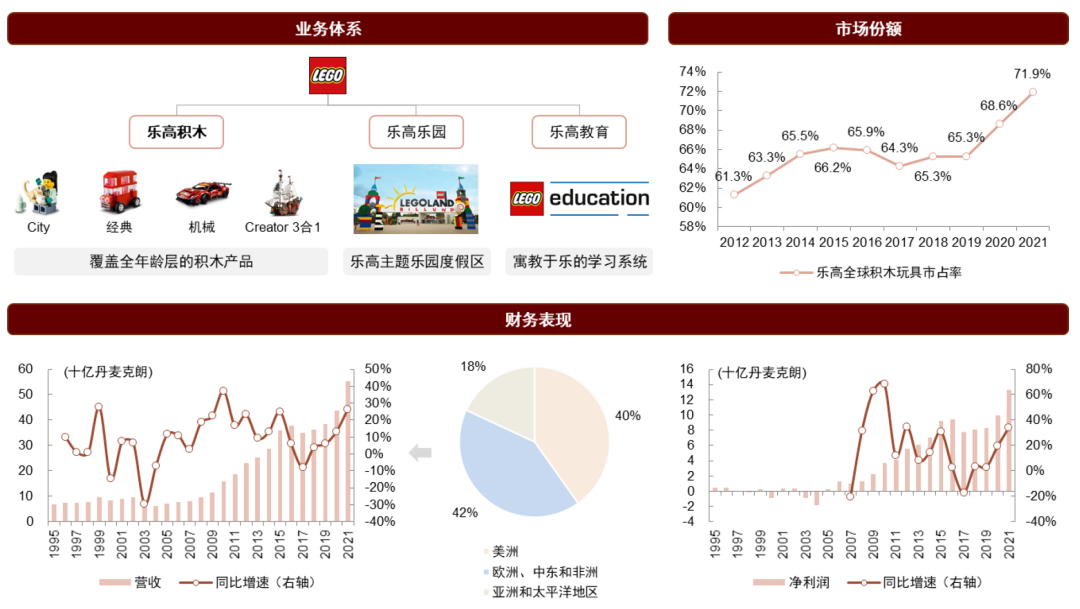 业务体系
LEGO
乐高积木
乐高乐园
乐高教育
LEGOLAND
BILLUND
LEGO education
City
经典
机械
Creator 3合1
覆盖全年龄层的积木产品
乐高主题乐园度假区
寓教于乐的学习系统
市场份额
74%
72%
70%
68%
66%
64%
62%
60%
58%
61.3%
63.3%
65.5%
66.2%
65.9%
64.3%
65.3%
65.3%
68.6%
71.9%
2012 2013 2014 2015 2016 2017 2018 2019 2020 2021
乐高全球积木玩具市占率
财务表现
(十亿丹麦克朗)
60
50
40
30
20
10
0
50%
40%
30%
20%
10%
0%
-10%
-20%
-30%
-40%
1995 1997 1999 2001 2003 2005 2007 2009 2011 2013 2015 2017 2019 2021
营收 同比增速（右轴）
18%
40%
42%
美洲
欧洲、中东和非洲
亚洲和太平洋地区
(十亿丹麦克朗)
16
14
12
10
8
6
4
2
0
-2
-4
80%
60%
40%
20%
0%
-20%
-40%
1995 1997 1999 2001 2003 2005 2007 2009 2011 2013 2015 2017 2019 2021
净利润 同比增速（右轴）